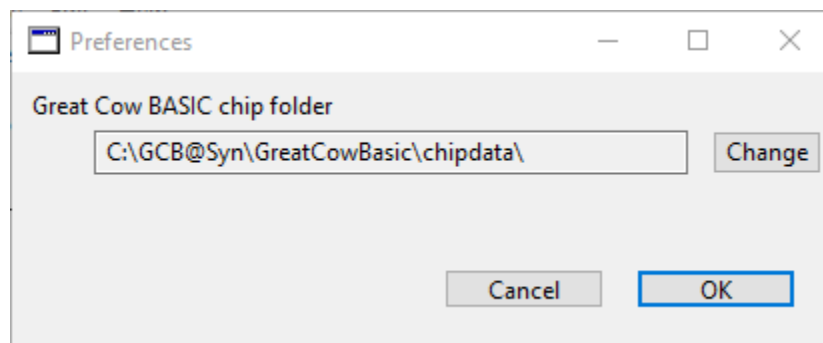 Preferences
Great Cow BASIC chip folder
C:\GCB@Syn\GreatCowBasic\chipdata\
Change
Cancel
OK